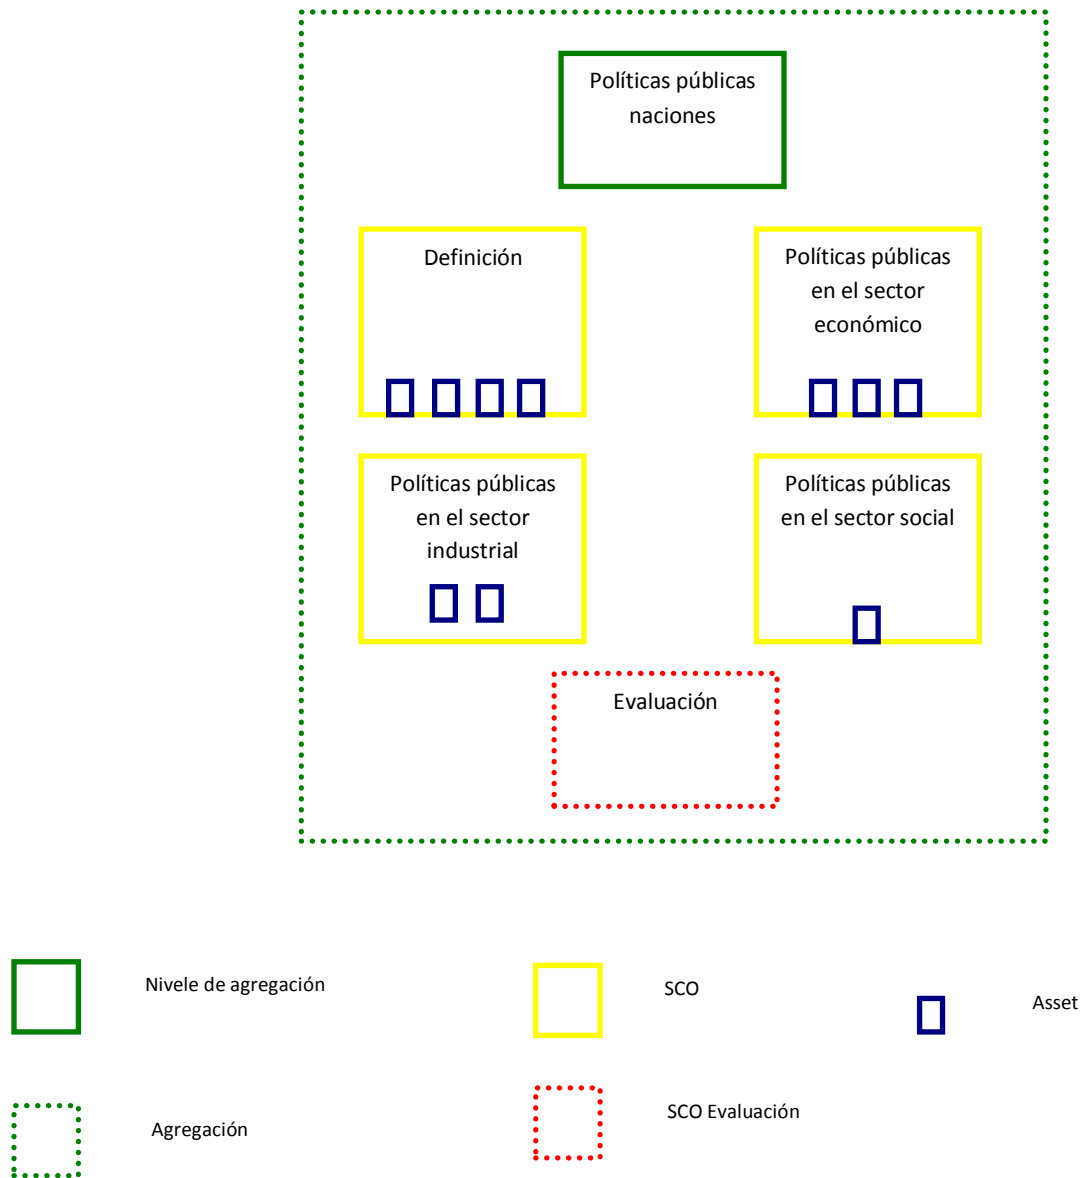 Políticas públicas
naciones
Definición
Políticas públicas
en el sector
económico
Políticas públicas
en el sector
industrial
Políticas públicas
en el sector social
Evaluación
Nivele de agregación
SCO
Asset
Agregación
SCO Evaluación